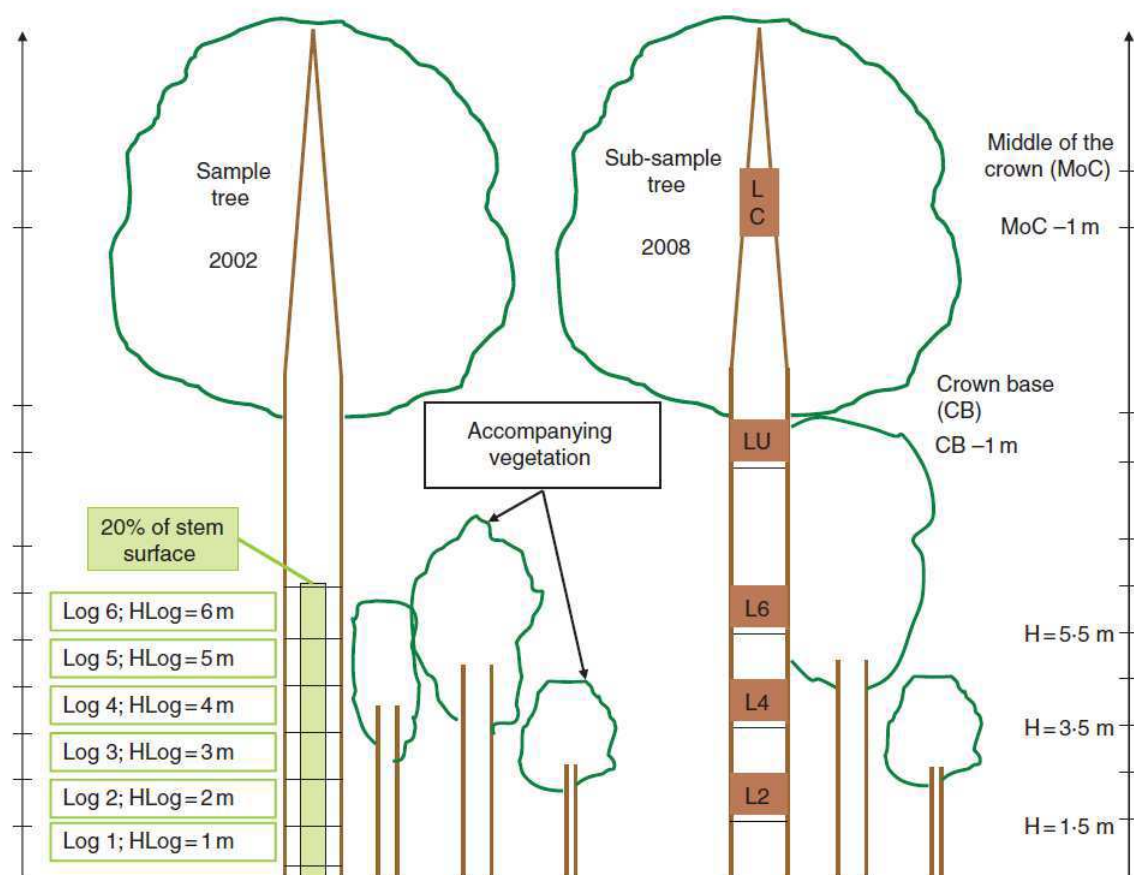 Sample
tree
2002
Sub-sample
tree
2008
L
C
Middle of the
crown (MoC)
MoC –1 m
Crown base
(CB)
CB –1 m
LU
Accompanying
vegetation
20% of stem
surface
Log 6; HLog = 6 m
Log 5; HLog = 5 m
Log 4; HLog = 4 m
Log 3; HLog = 3 m
Log 2; HLog = 2 m
Log 1; HLog = 1 m
L6
L4
L2
H = 5·5 m
H = 3·5 m
H = 1·5 m